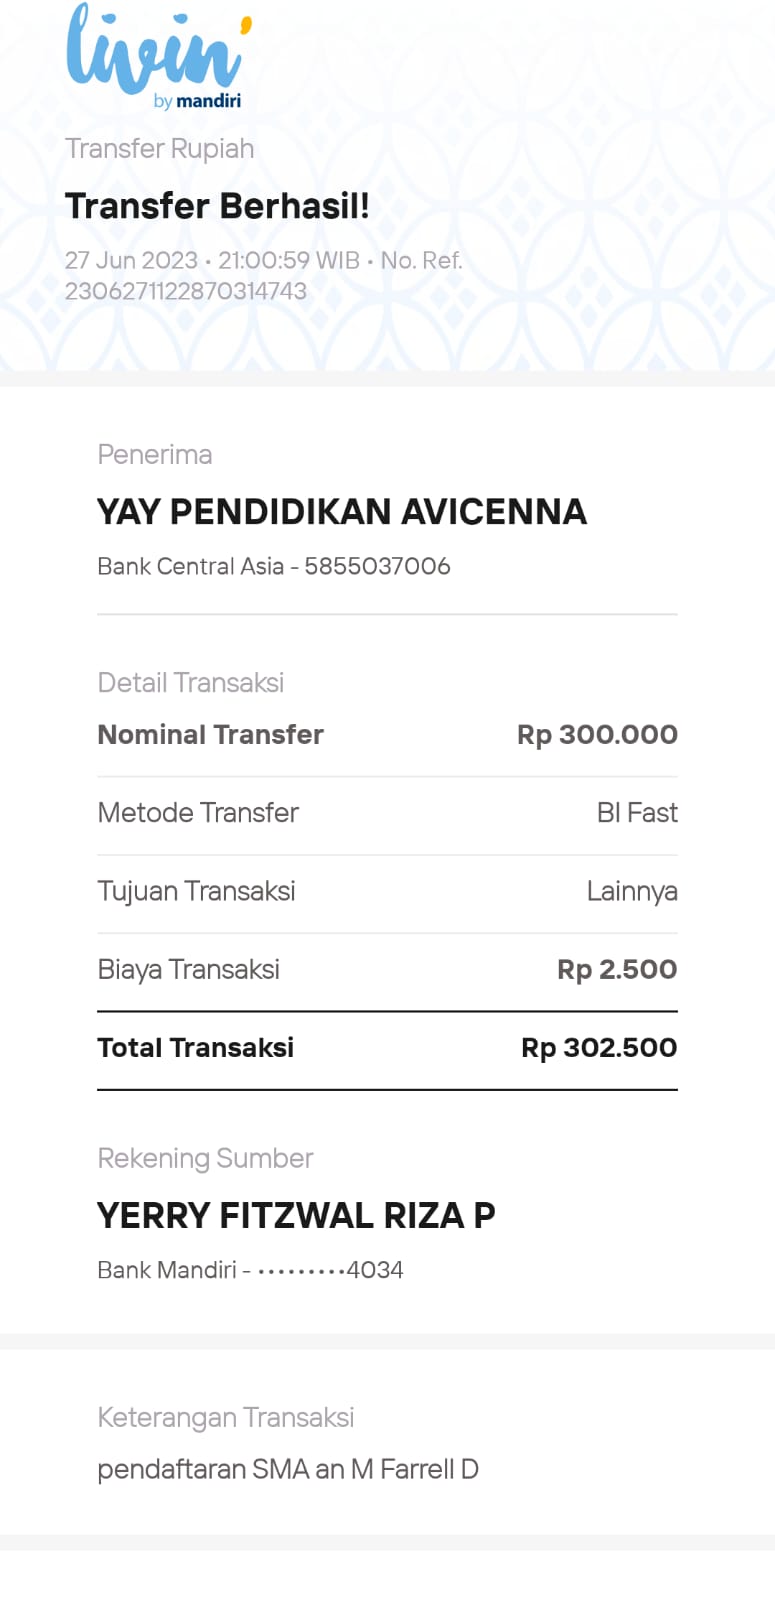 livin'
by mandiri
Transfer Rupiah
Transfer Berhasil!
27 Jun 2023 • 21:00:59 WIB • No. Ref.
2306271122870314743
Penerima
YAY PENDIDIKAN AVICENNA
Bank Central Asia - 5855037006
Detail Transaksi
Nominal Transfer Rp 300.000
Metode Transfer BI Fast
Tujuan Transaksi Lainnya
Biaya Transaksi Rp 2.500
Total Transaksi Rp 302.500
Rekening Sumber
YERRY FITZWAL RIZA P
Bank Mandiri - •••••••••4034
Keterangan Transaksi
pendaftaran SMA an M Farrell D